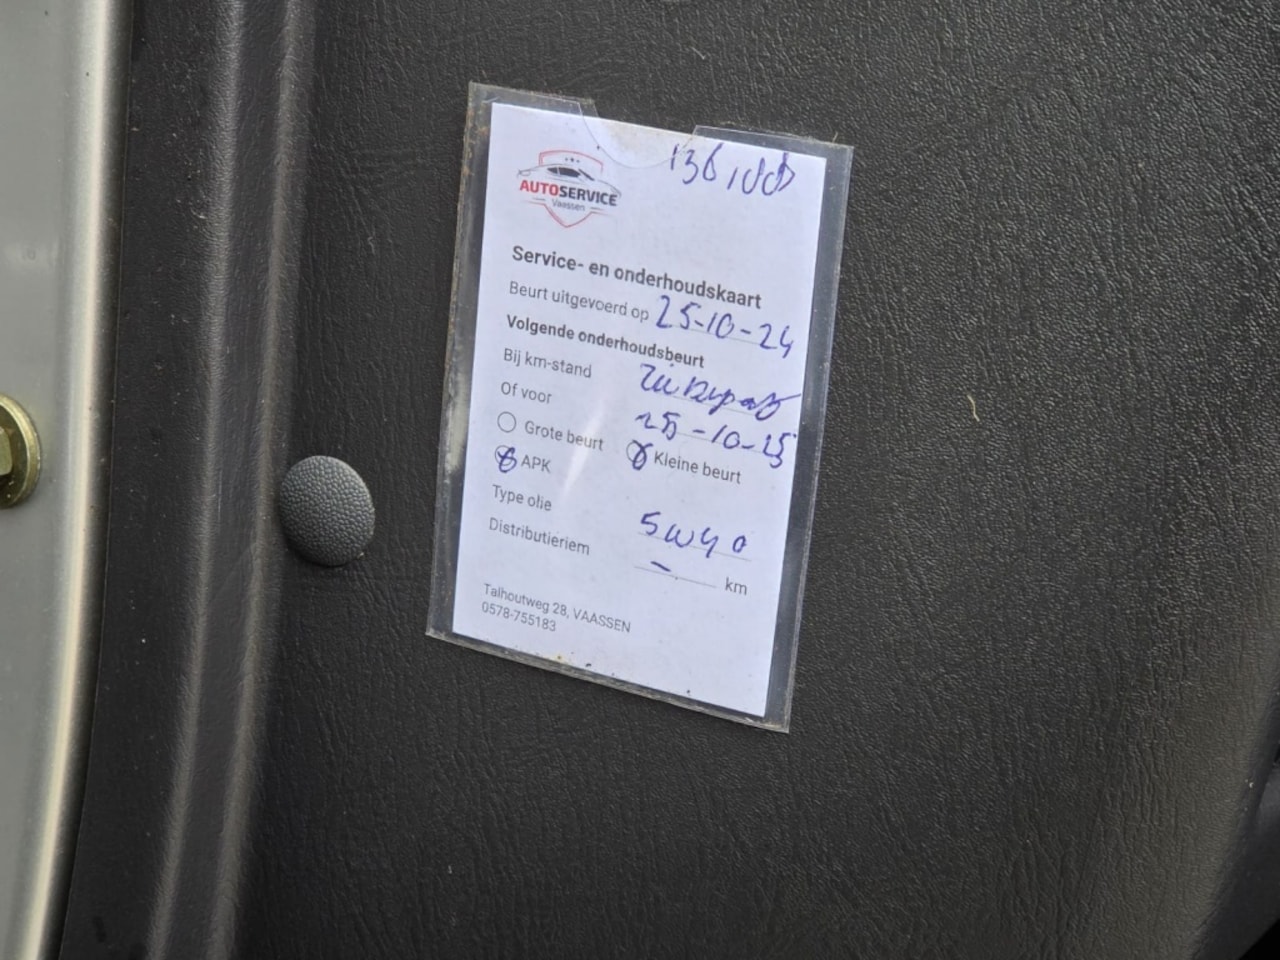 136100
AUTOSERVICE
Vaassen
Service- en onderhoudskaart
Beurt uitgevoerd op 25-10-24
Volgende onderhoudsbeurt
Bij km-stand
Of voor 25-10-25
Grote beurt Kleine beurt
APK
Type olie 5w40
Distributieriem - km
Talhoutweg 28, VAASSEN
0578-755183